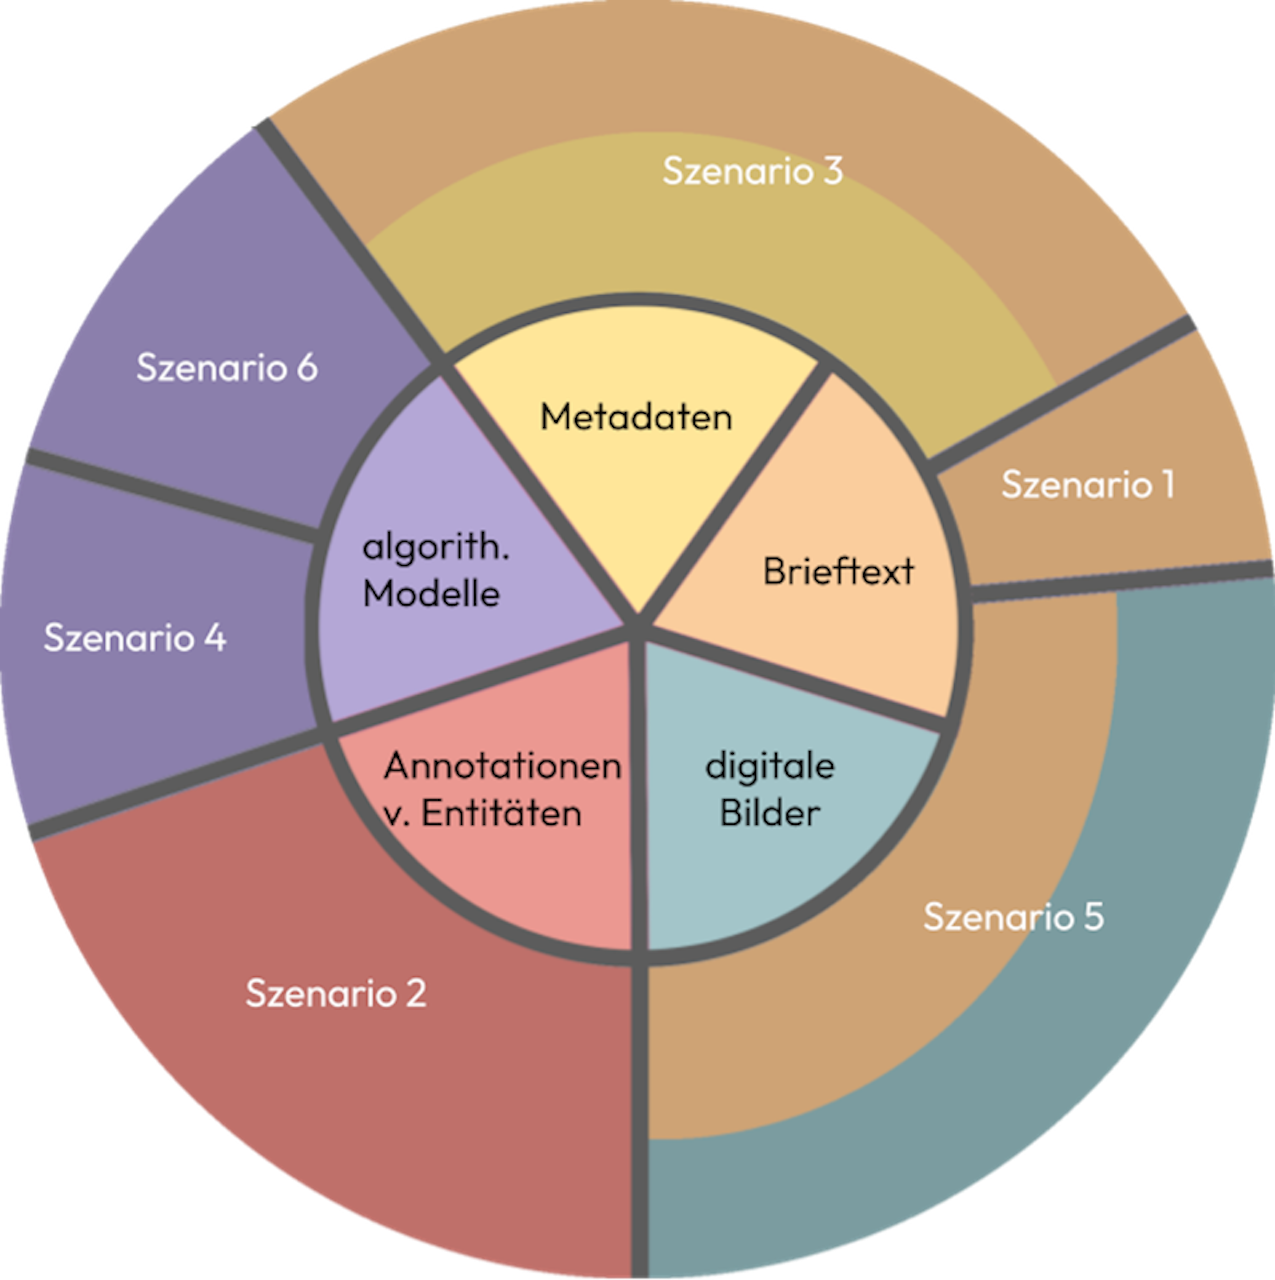 Szenario 3
Szenario 6
Metadaten
Szenario 1
algorith.
Modelle
Brieftext
Szenario 4
Annotationen
v. Entitäten
digitale
Bilder
Szenario 5
Szenario 2